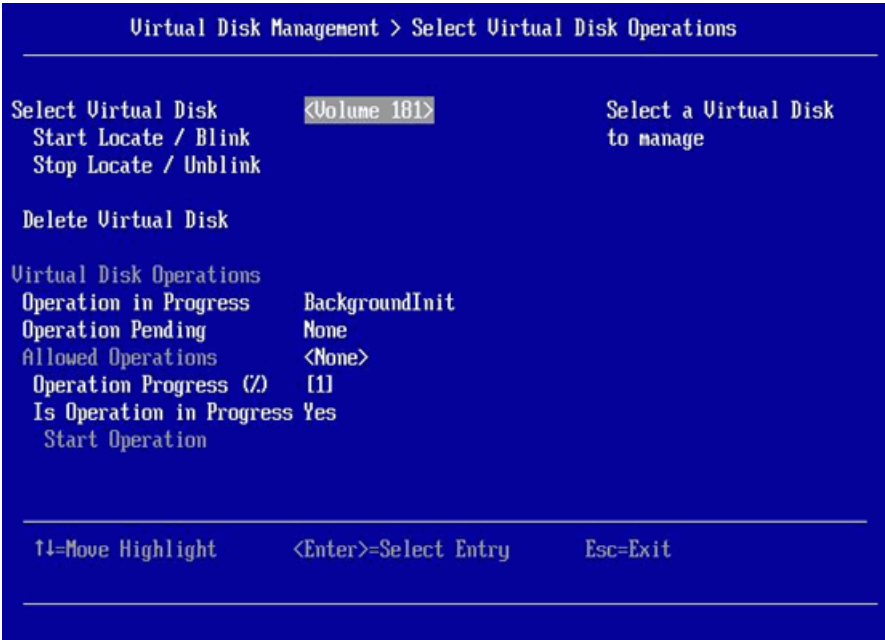 Virtual Disk Management > Select Virtual Disk Operations
Select Virtual Disk <Volume 181> Select a Virtual Disk
Start Locate / Blink to manage
Stop Locate / Unblink
Delete Virtual Disk
Virtual Disk Operations
Operation in Progress BackgroundInit
Operation Pending None
Allowed Operations <None>
Operation Progress (%) [1]
Is Operation in Progress Yes
Start Operation
↑↓=Move Highlight <Enter>=Select Entry Esc=Exit